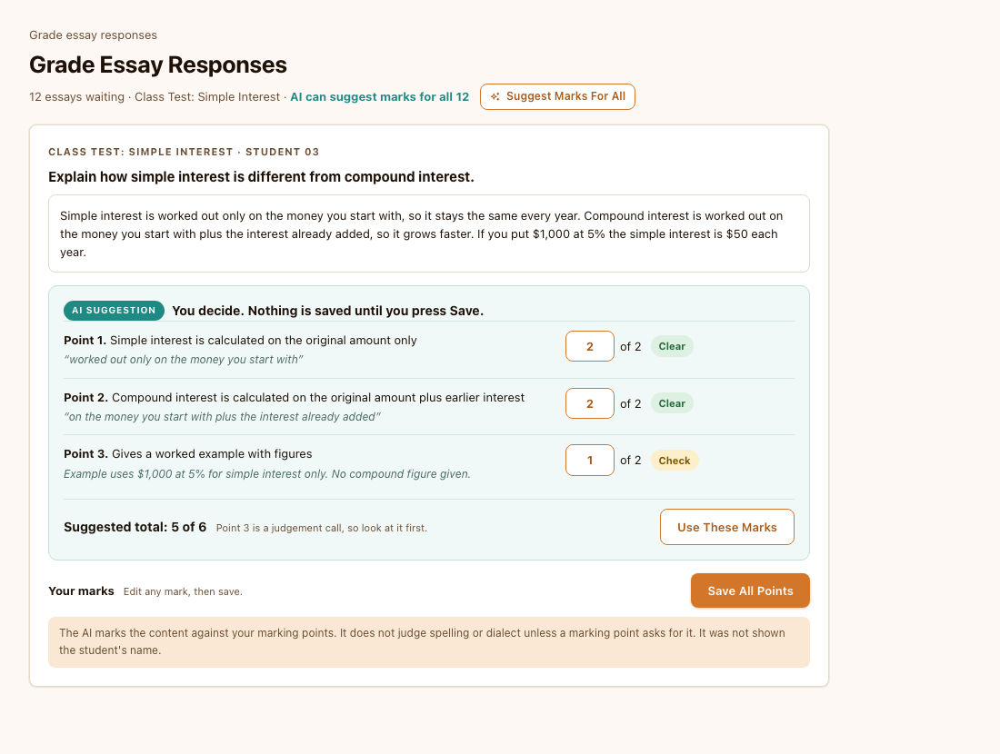 Grade essay responses
Grade Essay Responses
12 essays waiting · Class Test: Simple Interest · AI can suggest marks for all 12 Suggest Marks For All
CLASS TEST: SIMPLE INTEREST · STUDENT 03
Explain how simple interest is different from compound interest.
Simple interest is worked out only on the money you start with, so it stays the same every year. Compound interest is worked out on
the money you start with plus the interest already added, so it grows faster. If you put $1,000 at 5% the simple interest is $50 each
year.
AI SUGGESTION You decide. Nothing is saved until you press Save.
Point 1. Simple interest is calculated on the original amount only
“worked out only on the money you start with”
2 of 2 Clear
Point 2. Compound interest is calculated on the original amount plus earlier interest
“on the money you start with plus the interest already added”
2 of 2 Clear
Point 3. Gives a worked example with figures
Example uses $1,000 at 5% for simple interest only. No compound figure given.
1 of 2 Check
Suggested total: 5 of 6 Point 3 is a judgement call, so look at it first. Use These Marks
Your marks Edit any mark, then save. Save All Points
The AI marks the content against your marking points. It does not judge spelling or dialect unless a marking point asks for it. It was not shown
the student's name.